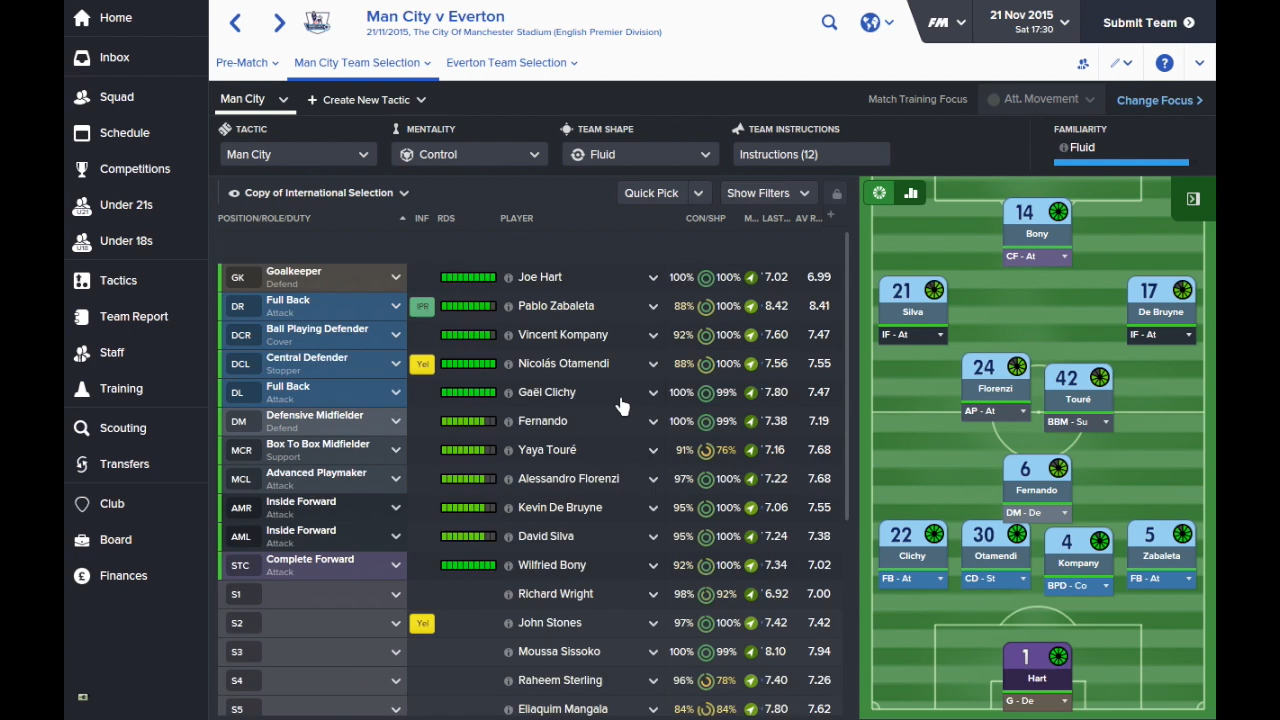 Home
Inbox
Squad
Schedule
Competitions
U21
Under 21s
U18
Under 18s
Tactics
Team Report
Staff
Training
Scouting
Transfers
Club
Board
£ Finances
Man City v Everton
21/11/2015, The City Of Manchester Stadium (English Premier Division)
FM
21 Nov 2015
Sat 17:30
Submit Team
Pre-Match
Man City Team Selection
Everton Team Selection
?
Man City
+ Create New Tactic
Match Training Focus
Att. Movement
Change Focus >
TACTIC
MENTALITY
TEAM SHAPE
TEAM INSTRUCTIONS
FAMILIARITY
Man City
Control
Fluid
Instructions (12)
Fluid
Copy of International Selection
Quick Pick
Show Filters
POSITION/ROLE/DUTY INF RDS PLAYER CON/SHP M... LAST... AV R... +
GK Goalkeeper Defend Joe Hart 100% 100% 7.02 6.99
DR Full Back Attack IPR Pablo Zabaleta 88% 100% 8.42 8.41
DCR Ball Playing Defender Cover Vincent Kompany 92% 100% 7.60 7.47
DCL Central Defender Stopper Yel Nicolás Otamendi 88% 100% 7.56 7.55
DL Full Back Attack Gaël Clichy 100% 99% 7.80 7.47
DM Defensive Midfielder Defend Fernando 100% 99% 7.38 7.19
MCR Box To Box Midfielder Support Yaya Touré 91% 76% 7.16 7.68
MCL Advanced Playmaker Attack Alessandro Florenzi 97% 100% 7.22 7.68
AMR Inside Forward Attack Kevin De Bruyne 95% 100% 7.06 7.55
AML Inside Forward Attack David Silva 95% 100% 7.24 7.38
STC Complete Forward Attack Wilfried Bony 92% 100% 7.34 7.02
S1 Richard Wright 98% 92% 6.92 7.00
S2 Yel John Stones 97% 100% 7.42 7.42
S3 Moussa Sissoko 100% 99% 8.10 7.94
S4 Raheem Sterling 96% 78% 7.40 7.26
S5 Eliaquim Mangala 84% 84% 7.80 7.62
14
Bony
CF - At
21
Silva
IF - At
17
De Bruyne
IF - At
24
Florenzi
AP - At
42
Touré
BBM - Su
6
Fernando
DM - De
22
Clichy
FB - At
30
Otamendi
CD - St
4
Kompany
BPD - Co
5
Zabaleta
FB - At
1
Hart
G - De